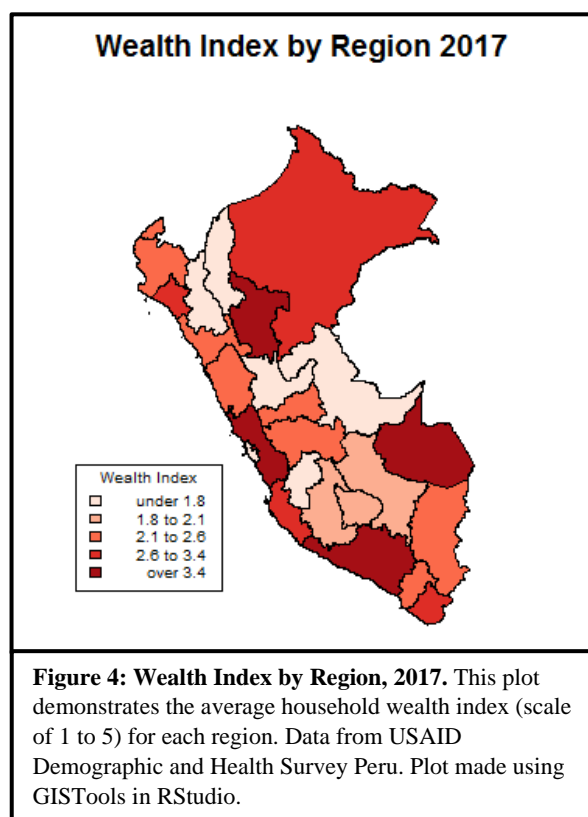 Wealth Index by Region 2017
Wealth Index
under 1.8
1.8 to 2.1
2.1 to 2.6
2.6 to 3.4
over 3.4
Figure 4: Wealth Index by Region, 2017. This plot
demonstrates the average household wealth index (scale
of 1 to 5) for each region. Data from USAID
Demographic and Health Survey Peru. Plot made using
GISTools in RStudio.